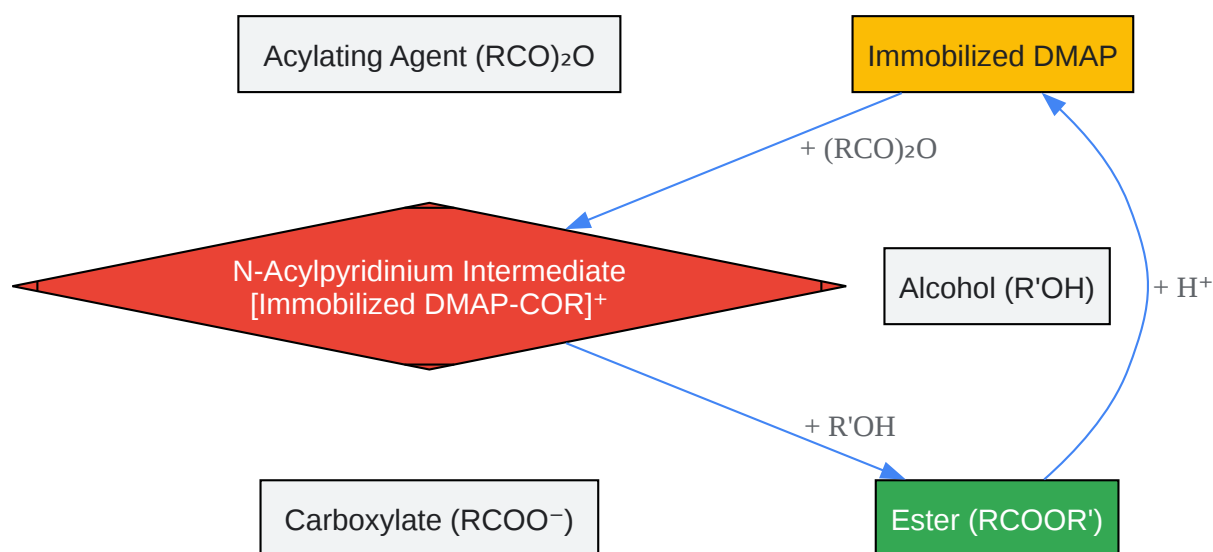 Acylating Agent (RCO)₂O
Immobilized DMAP
+ (RCO)₂O
N-Acylpyridinium Intermediate
[Immobilized DMAP-COR]⁺
Alcohol (R'OH)
+ H⁺
+ R'OH
Carboxylate (RCOO⁻)
Ester (RCOOR')